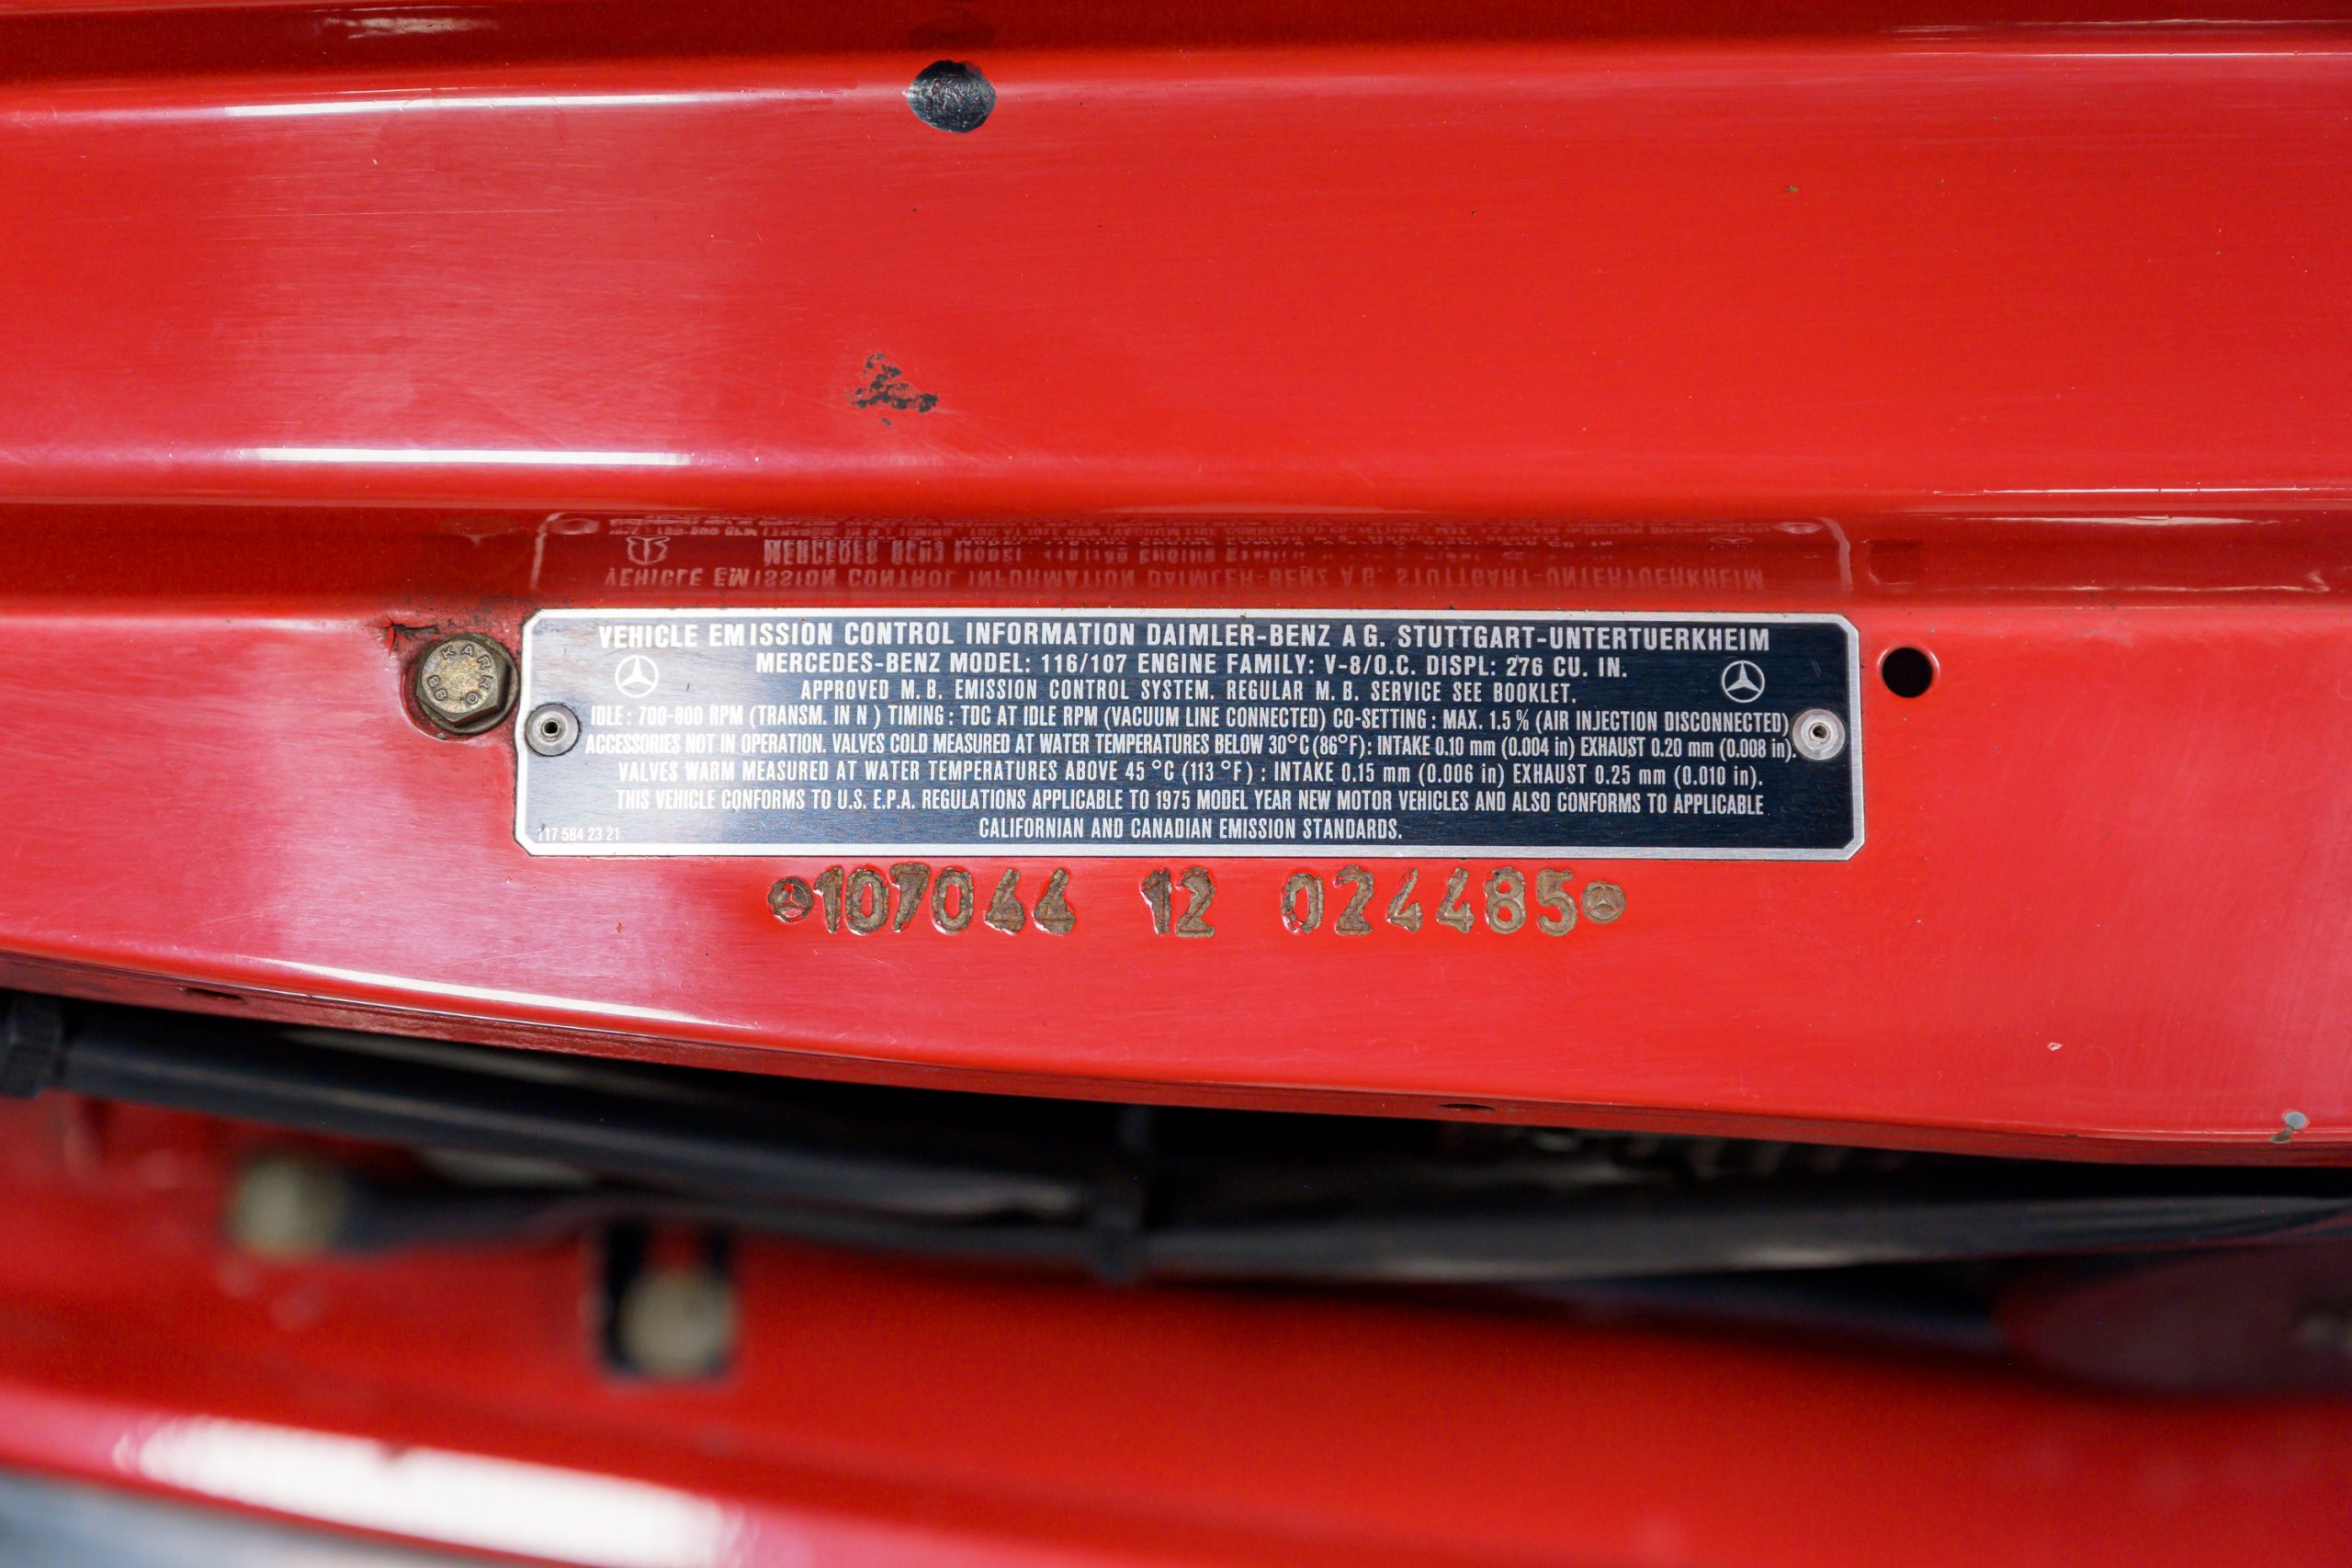 KARRO 88
VEHICLE EMISSION CONTROL INFORMATION DAIMLER-BENZ A G. STUTTGART-UNTERTUERKHEIM
MERCEDES-BENZ MODEL: 116/107 ENGINE FAMILY: V-8/O.C. DISPL: 276 CU. IN.
APPROVED M. B. EMISSION CONTROL SYSTEM. REGULAR M. B. SERVICE SEE BOOKLET.
IDLE : 700-800 RPM (TRANSM. IN N ) TIMING : TDC AT IDLE RPM (VACUUM LINE CONNECTED) CO-SETTING : MAX. 1.5 % (AIR INJECTION DISCONNECTED)
ACCESSORIES NOT IN OPERATION. VALVES COLD MEASURED AT WATER TEMPERATURES BELOW 30°C (86°F) : INTAKE 0.10 mm (0.004 in) EXHAUST 0.20 mm (0.008 in).
VALVES WARM MEASURED AT WATER TEMPERATURES ABOVE 45 °C (113 °F) : INTAKE 0.15 mm (0.006 in) EXHAUST 0.25 mm (0.010 in).
THIS VEHICLE CONFORMS TO U.S. E.P.A. REGULATIONS APPLICABLE TO 1975 MODEL YEAR NEW MOTOR VEHICLES AND ALSO CONFORMS TO APPLICABLE
CALIFORNIAN AND CANADIAN EMISSION STANDARDS.
117 584 23 21
107044 12 024485